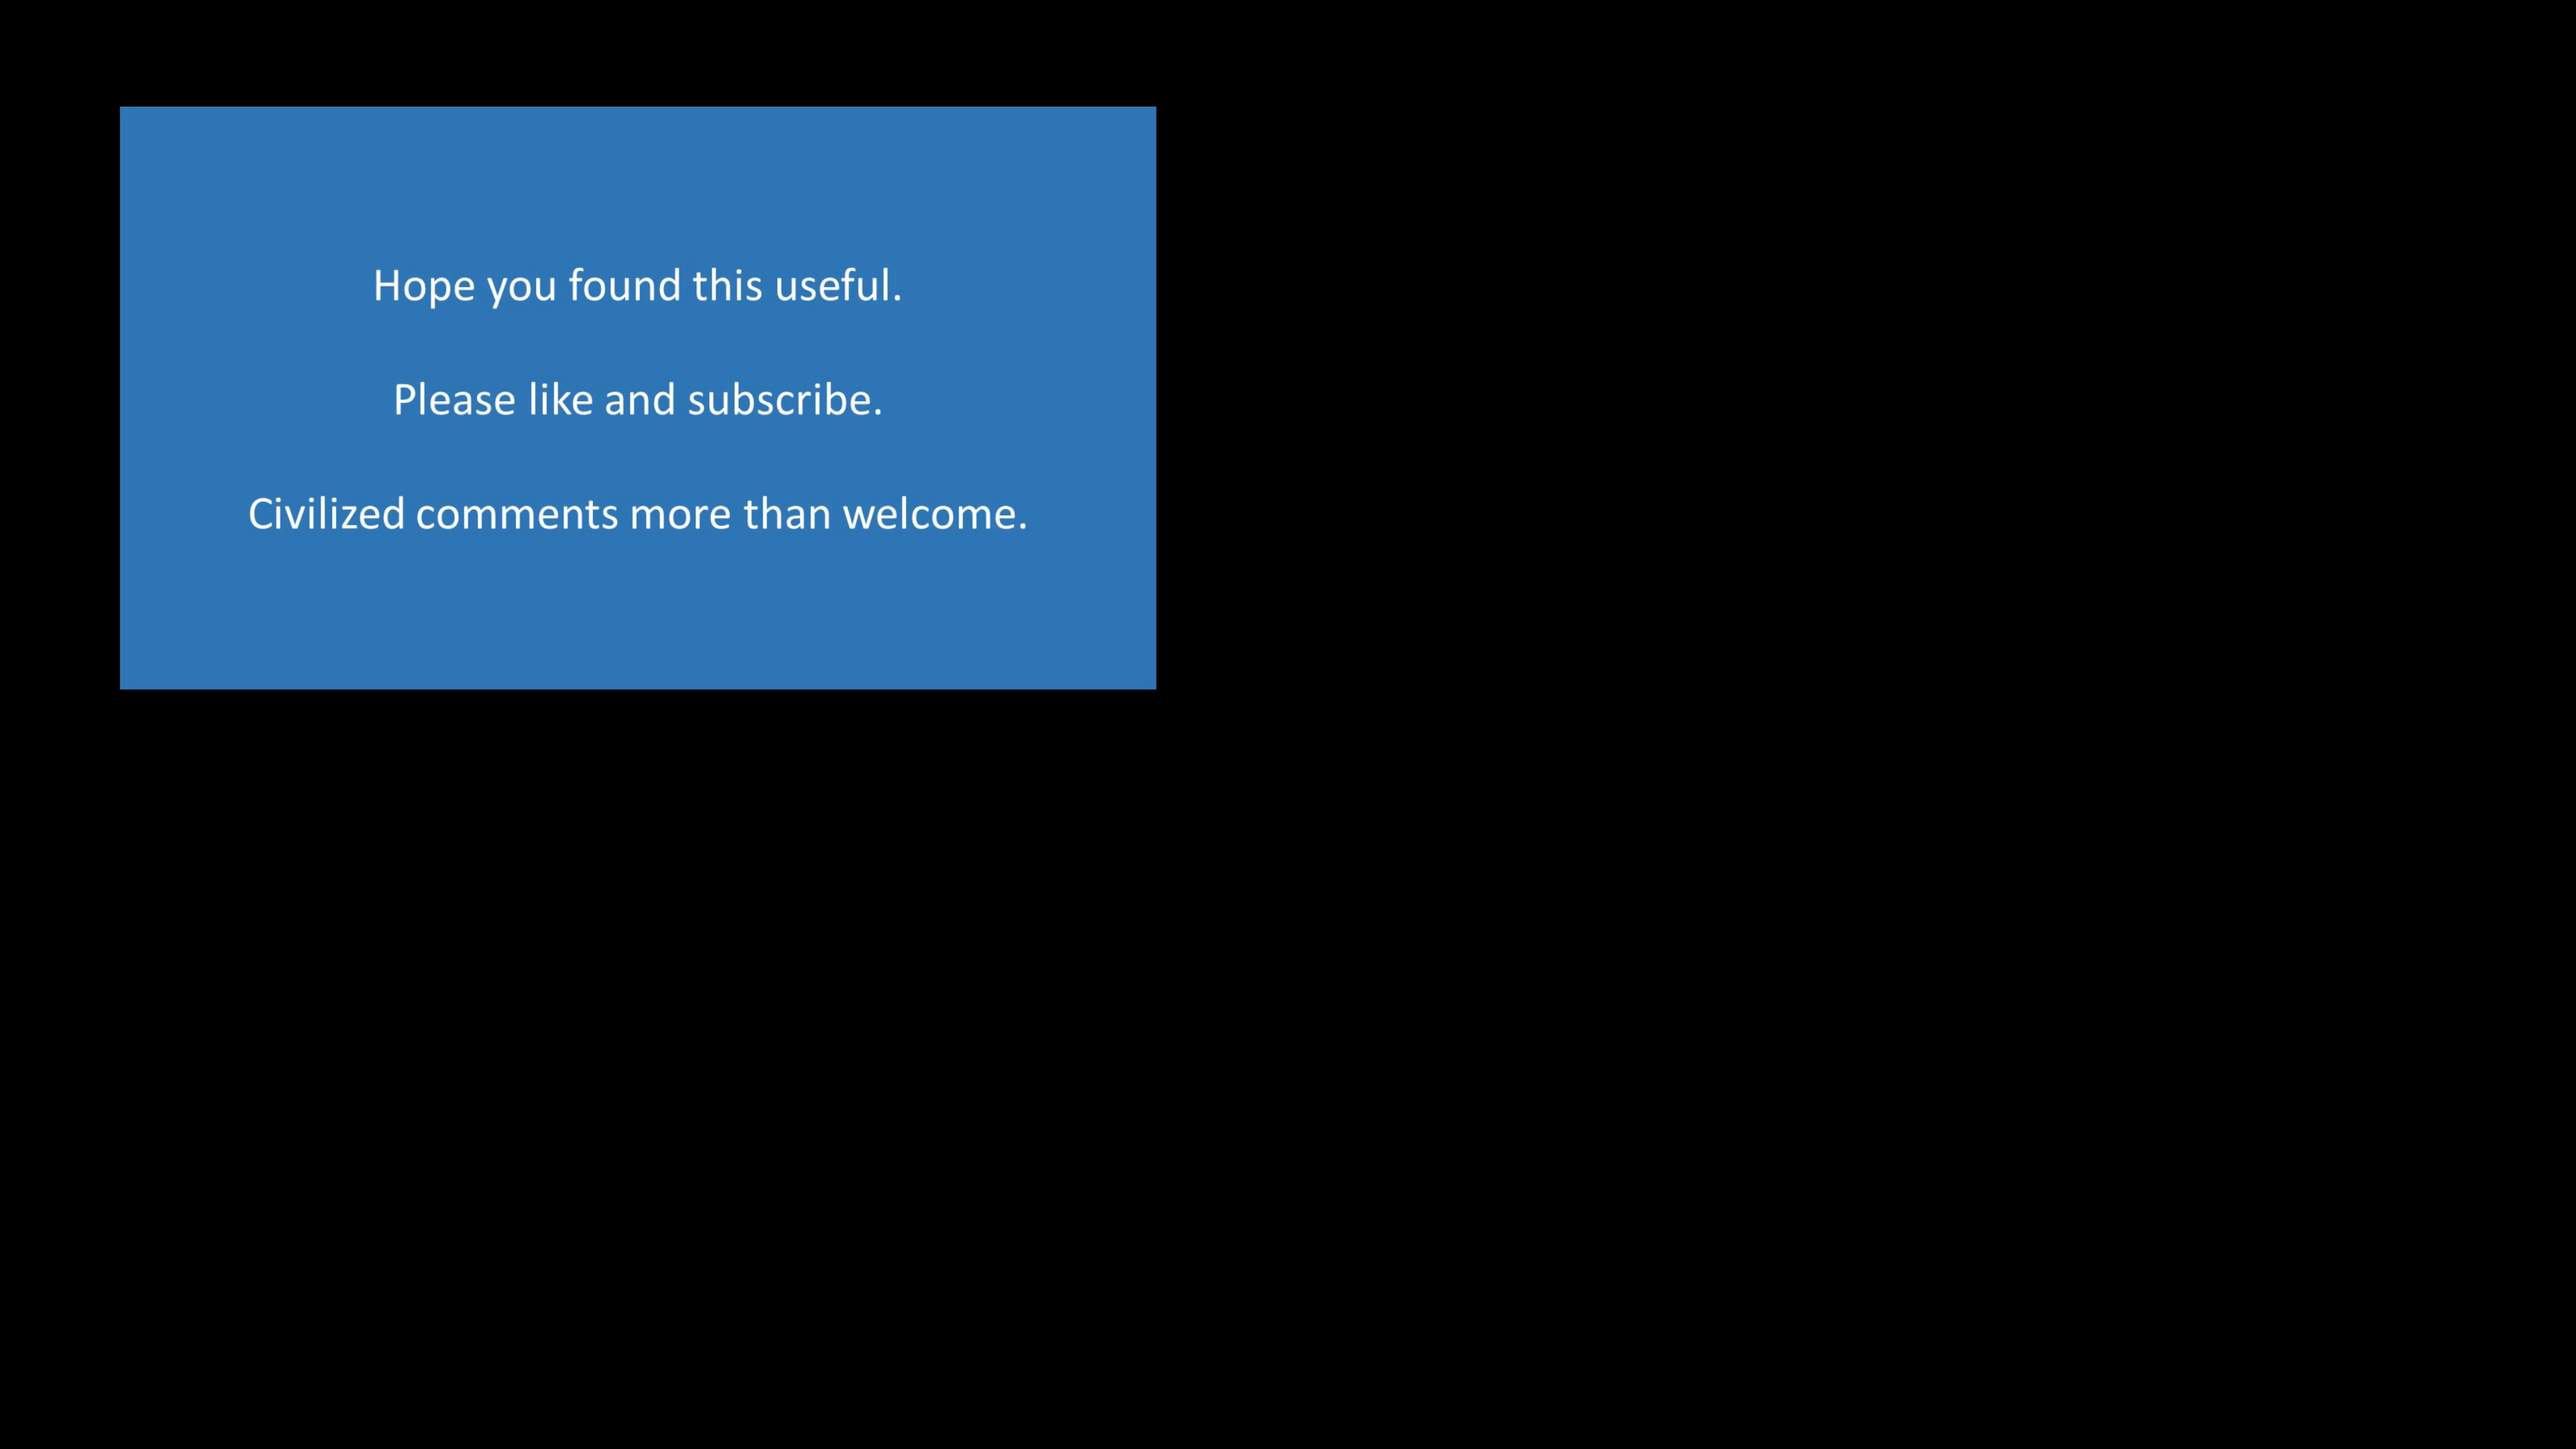 Hope you found this useful.
Please like and subscribe.
Civilized comments more than welcome.